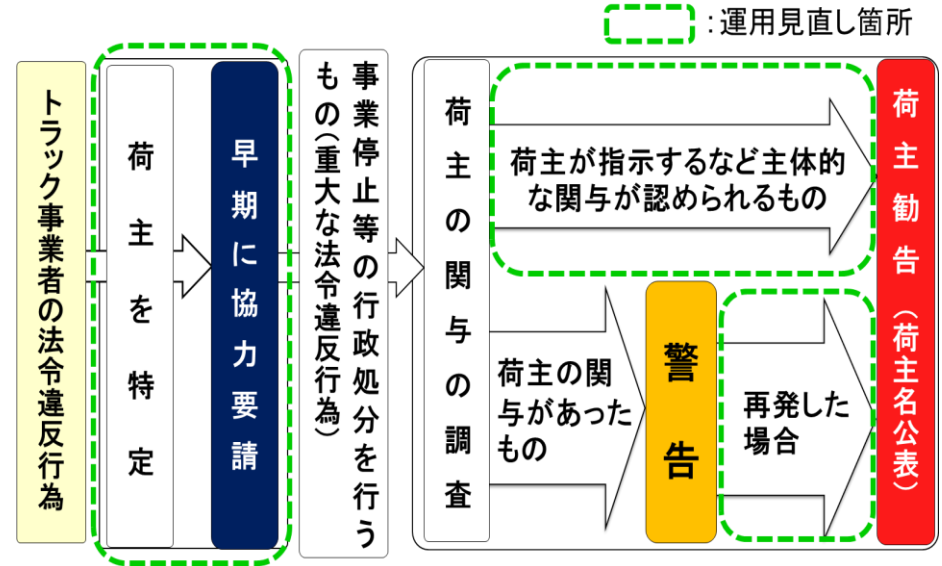 ：運用見直し箇所
トラック事業者の法令違反行為
荷主を特定
早期に協力要請
事業停止等の行政処分を行う
もの（重大な法令違反行為）
荷主の関与の調査
荷主が指示するなど主体的
な関与が認められるもの
荷主の関
与があった
もの
警告
再発した
場合
荷主勧告（荷主名公表）